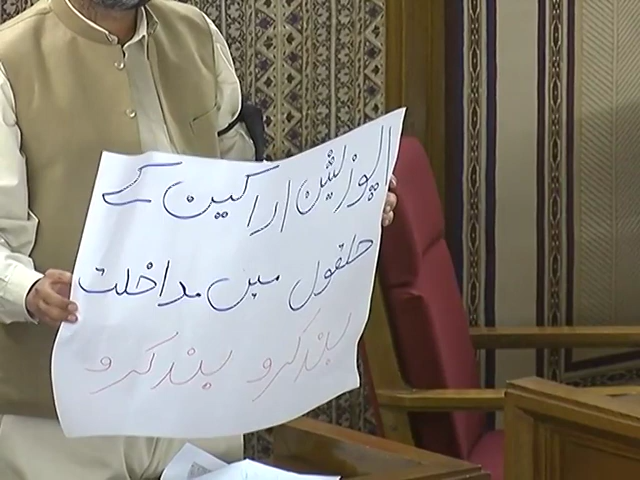 اپوزیشن اراکین کے
حلقوں میں مداخلت
بند کرو بند کرو